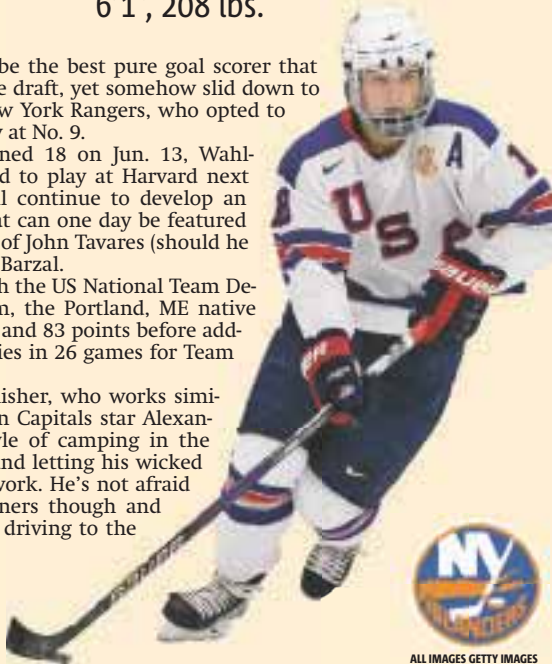 6 1 , 208 lbs.
be the best pure goal scorer that
e draft, yet somehow slid down to
w York Rangers, who opted to
y at No. 9.
ned 18 on Jun. 13, Wahl-
d to play at Harvard next
l continue to develop an
at can one day be featured
of John Tavares (should he
Barzal.
h the US National Team De-
m, the Portland, ME native
and 83 points before add-
ies in 26 games for Team
isher, who works simi-
n Capitals star Alexan-
yle of camping in the
and letting his wicked
work. He's not afraid
ners though and
driving to the
A
USA
NY
ISLANDERS
ALL IMAGES GETTY IMAGES